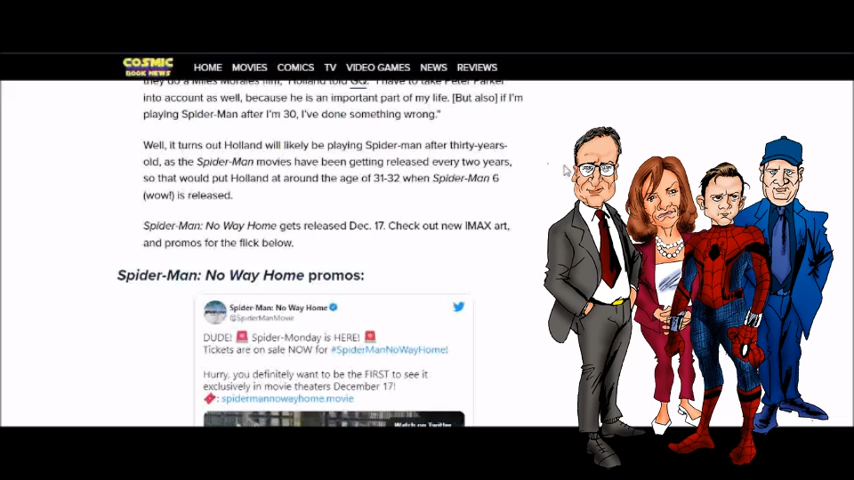 COSMIC
BOOK NEWS
HOME MOVIES COMICS TV VIDEO GAMES NEWS REVIEWS
they do a Miles Morales film," Holland told GQ. "I have to take Peter Parker
into account as well, because he is an important part of my life. [But also] if I'm
playing Spider-Man after I'm 30, I've done something wrong."
Well, it turns out Holland will likely be playing Spider-man after thirty-years-
old, as the Spider-Man movies have been getting released every two years,
so that would put Holland at around the age of 31-32 when Spider-Man 6
(wow!) is released.
Spider-Man: No Way Home gets released Dec. 17. Check out new IMAX art,
and promos for the flick below.
Spider-Man: No Way Home promos:
Spider-Man: No Way Home
@SpiderManMovie
DUDE! 🚨 Spider-Monday is HERE! 🚨
Tickets are on sale NOW for #SpiderManNoWayHome!
Hurry, you definitely want to be the FIRST to see it
exclusively in movie theaters December 17!
: spidermannowayhome.movie
Watch on Twitter